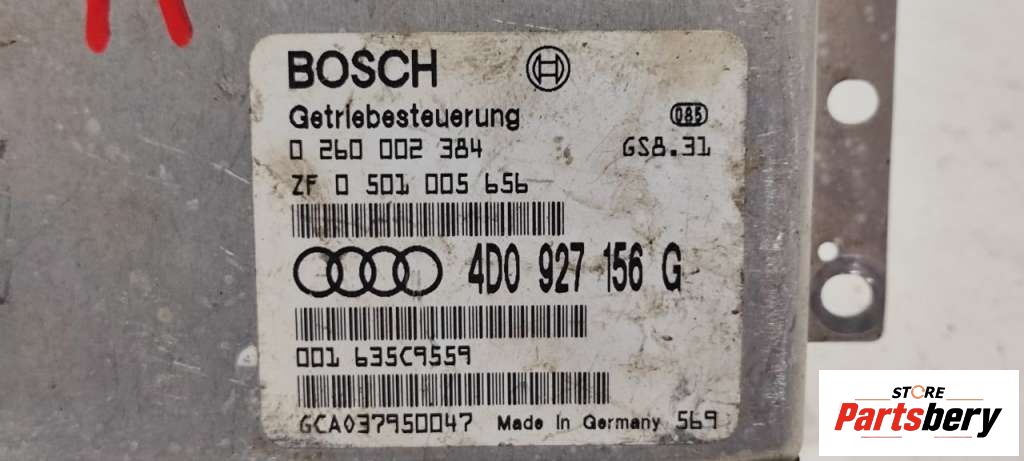 BOSCH
Getriebesteuerung
085
0 260 002 384
GS8.31
ZF 0 501 005 656
4D0 927 156 G
001 635C9559
GCA037950047 Made In Germany 569
STORE
Partsbery